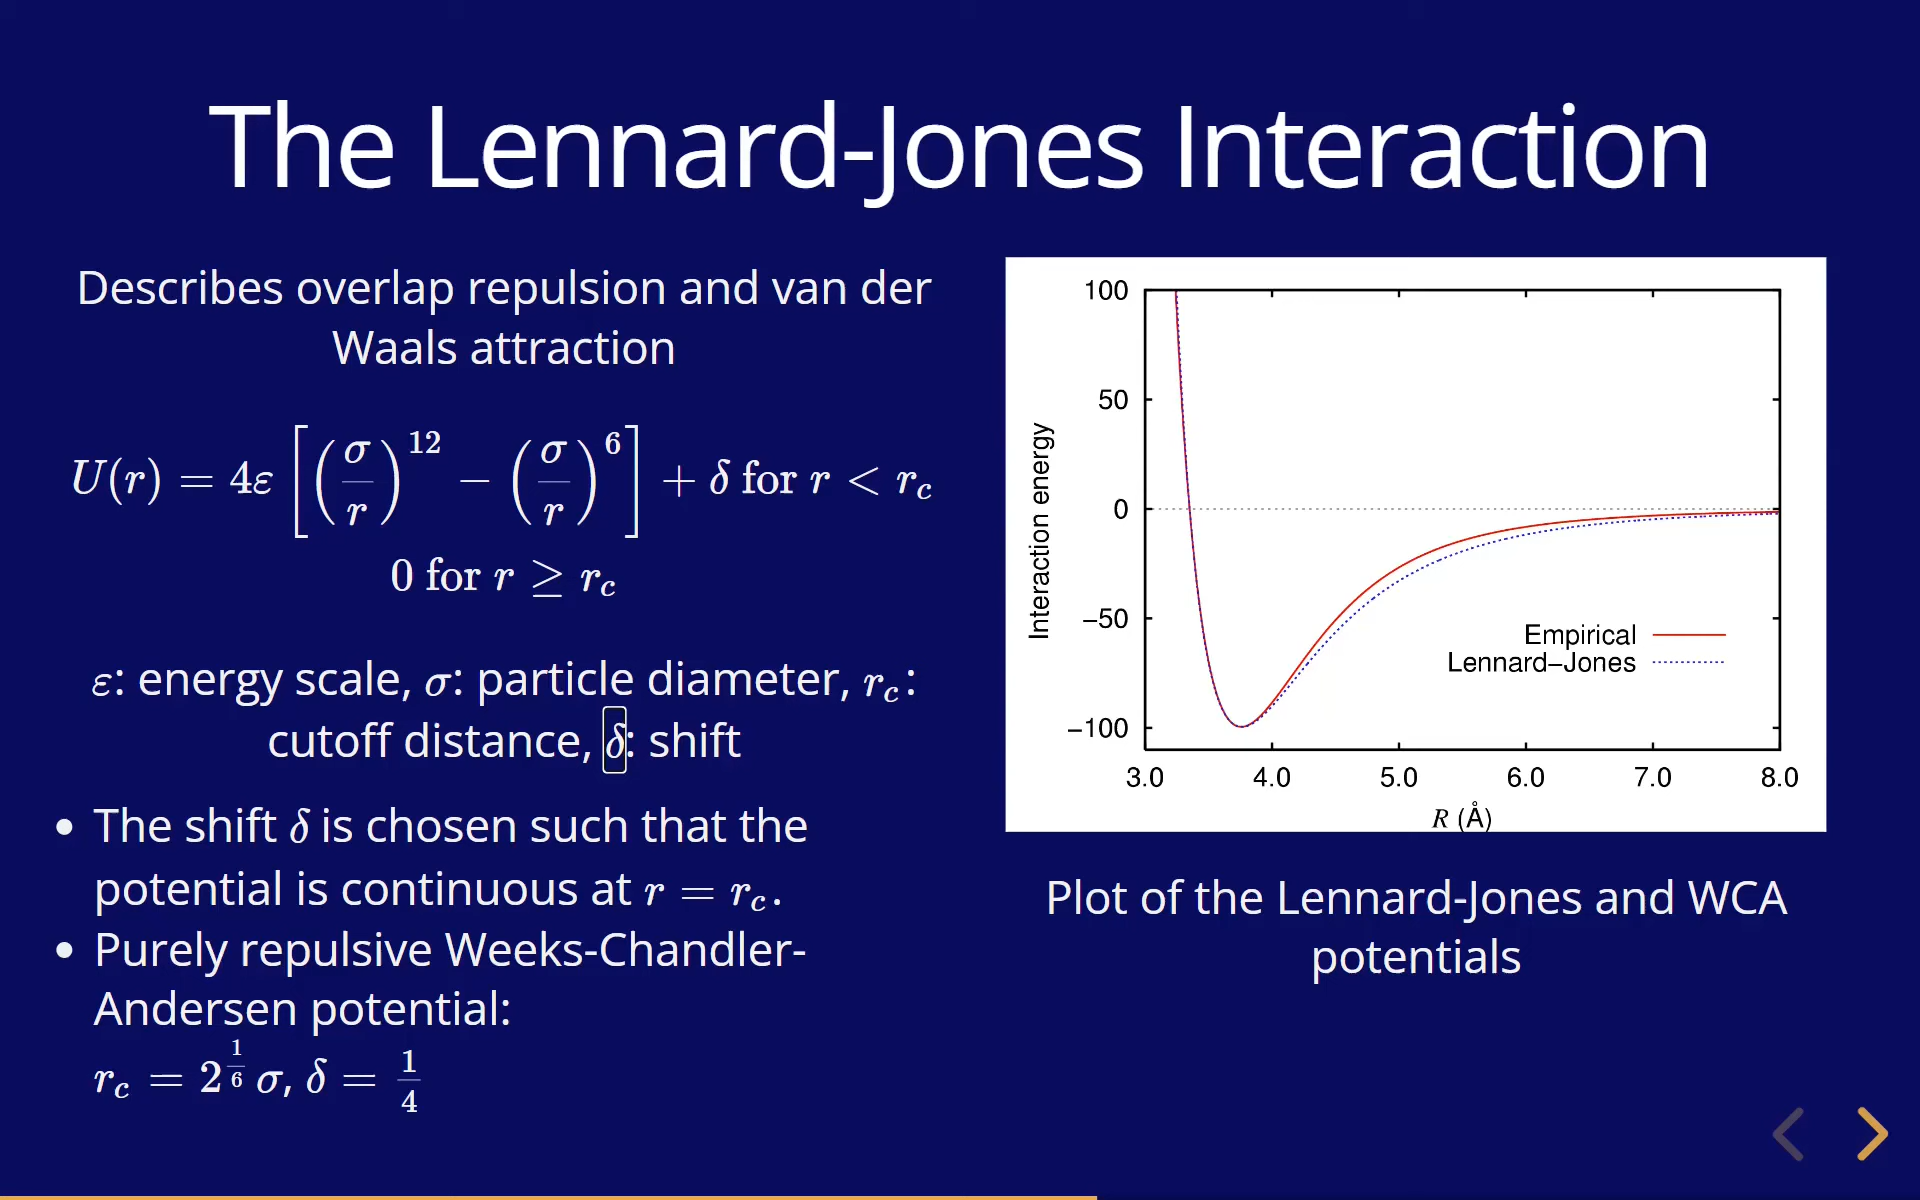 The Lennard-Jones Interaction
Describes overlap repulsion and van der
Waals attraction
U(r) = 4ε [(σ/r)^12 − (σ/r)^6] + δ for r < r_c
0 for r ≥ r_c
ε: energy scale, σ: particle diameter, r_c:
cutoff distance, δ: shift
• The shift δ is chosen such that the
potential is continuous at r = r_c.
• Purely repulsive Weeks-Chandler-
Andersen potential:
r_c = 2^(1/6) σ, δ = 1/4
100
50
0
−50
−100
Interaction energy
Empirical
Lennard−Jones
3.0 4.0 5.0 6.0 7.0 8.0
R (Å)
Plot of the Lennard-Jones and WCA
potentials